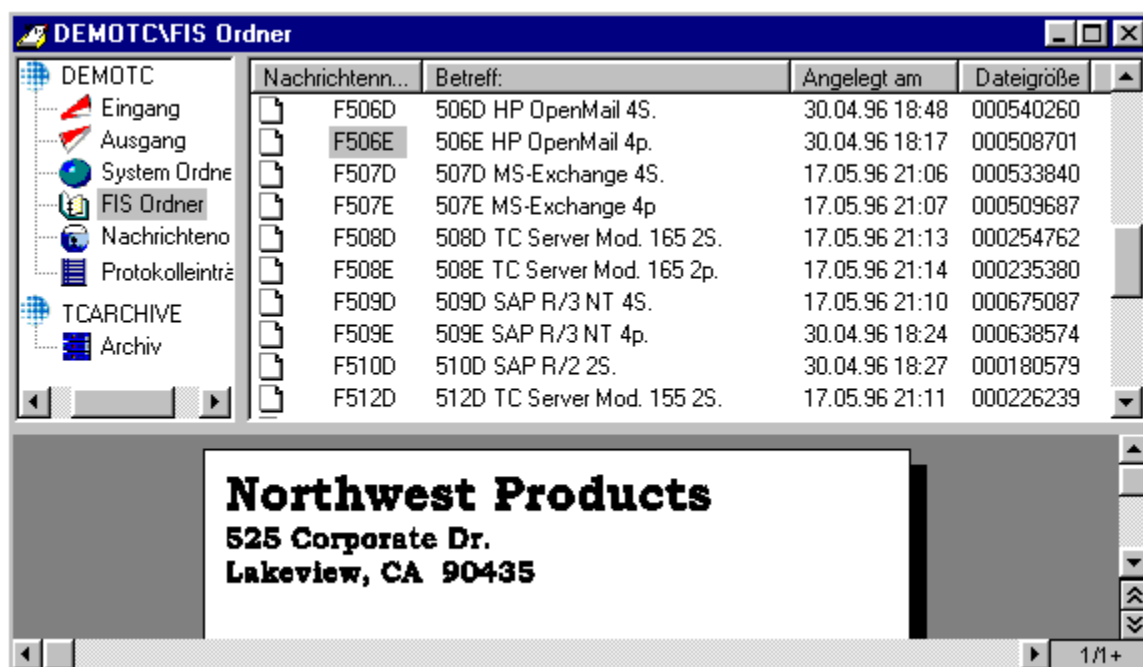 DEMOTC\FIS Ordner
DEMOTC
Eingang
Ausgang
System Ordne
FIS Ordner
Nachrichteno
Protokolleinträ
TCARCHIVE
Archiv
Nachrichtenn... Betreff: Angelegt am Dateigröße
F506D 506D HP OpenMail 4S. 30.04.96 18:48 000540260
F506E 506E HP OpenMail 4p. 30.04.96 18:17 000508701
F507D 507D MS-Exchange 4S. 17.05.96 21:06 000533840
F507E 507E MS-Exchange 4p 17.05.96 21:07 000509687
F508D 508D TC Server Mod. 165 2S. 17.05.96 21:13 000254762
F508E 508E TC Server Mod. 165 2p. 17.05.96 21:14 000235380
F509D 509D SAP R/3 NT 4S. 17.05.96 21:10 000675087
F509E 509E SAP R/3 NT 4p. 30.04.96 18:24 000638574
F510D 510D SAP R/2 2S. 30.04.96 18:27 000180579
F512D 512D TC Server Mod. 155 2S. 17.05.96 21:11 000226239
Northwest Products
525 Corporate Dr.
Lakeview, CA 90435
1/1+